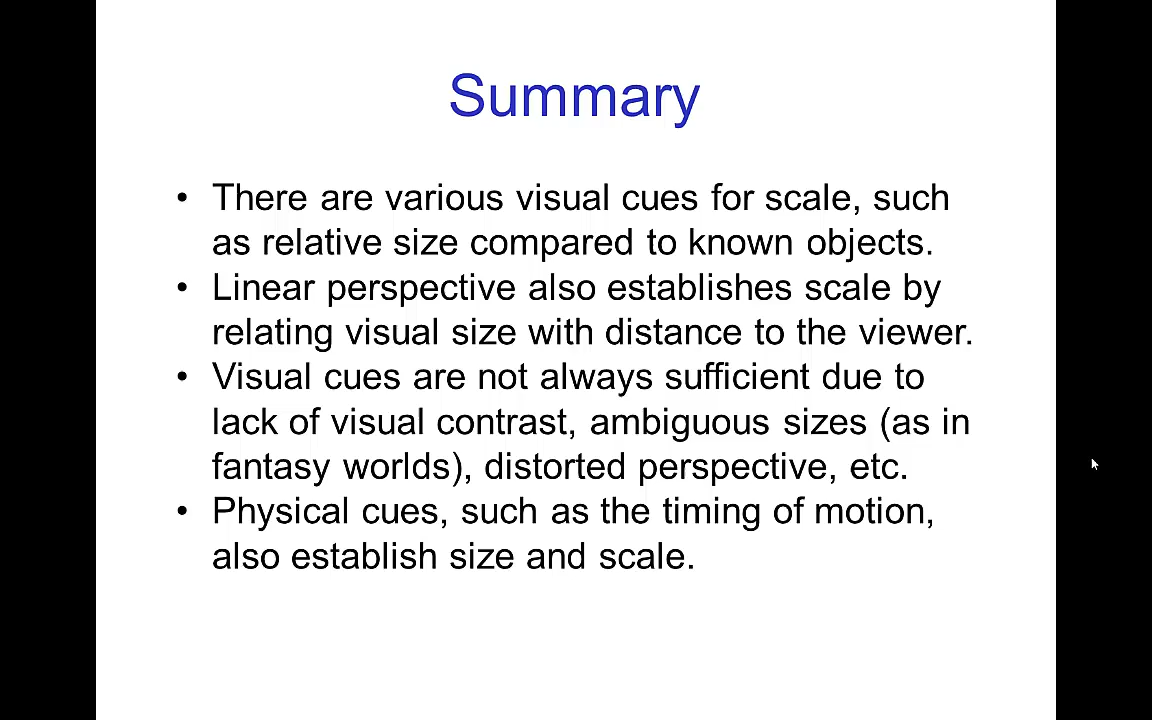 Summary
• There are various visual cues for scale, such
as relative size compared to known objects.
• Linear perspective also establishes scale by
relating visual size with distance to the viewer.
• Visual cues are not always sufficient due to
lack of visual contrast, ambiguous sizes (as in
fantasy worlds), distorted perspective, etc.
• Physical cues, such as the timing of motion,
also establish size and scale.